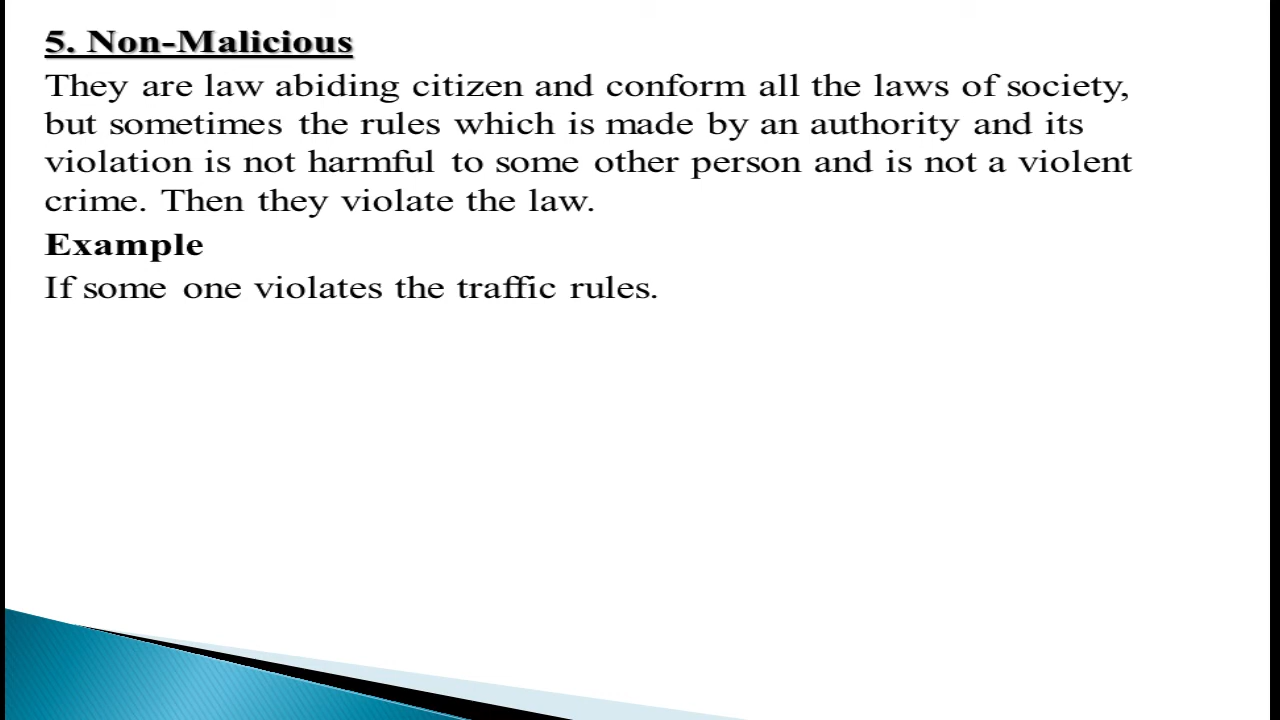 5. Non-Malicious
They are law abiding citizen and conform all the laws of society,
but sometimes the rules which is made by an authority and its
violation is not harmful to some other person and is not a violent
crime. Then they violate the law.
Example
If some one violates the traffic rules.